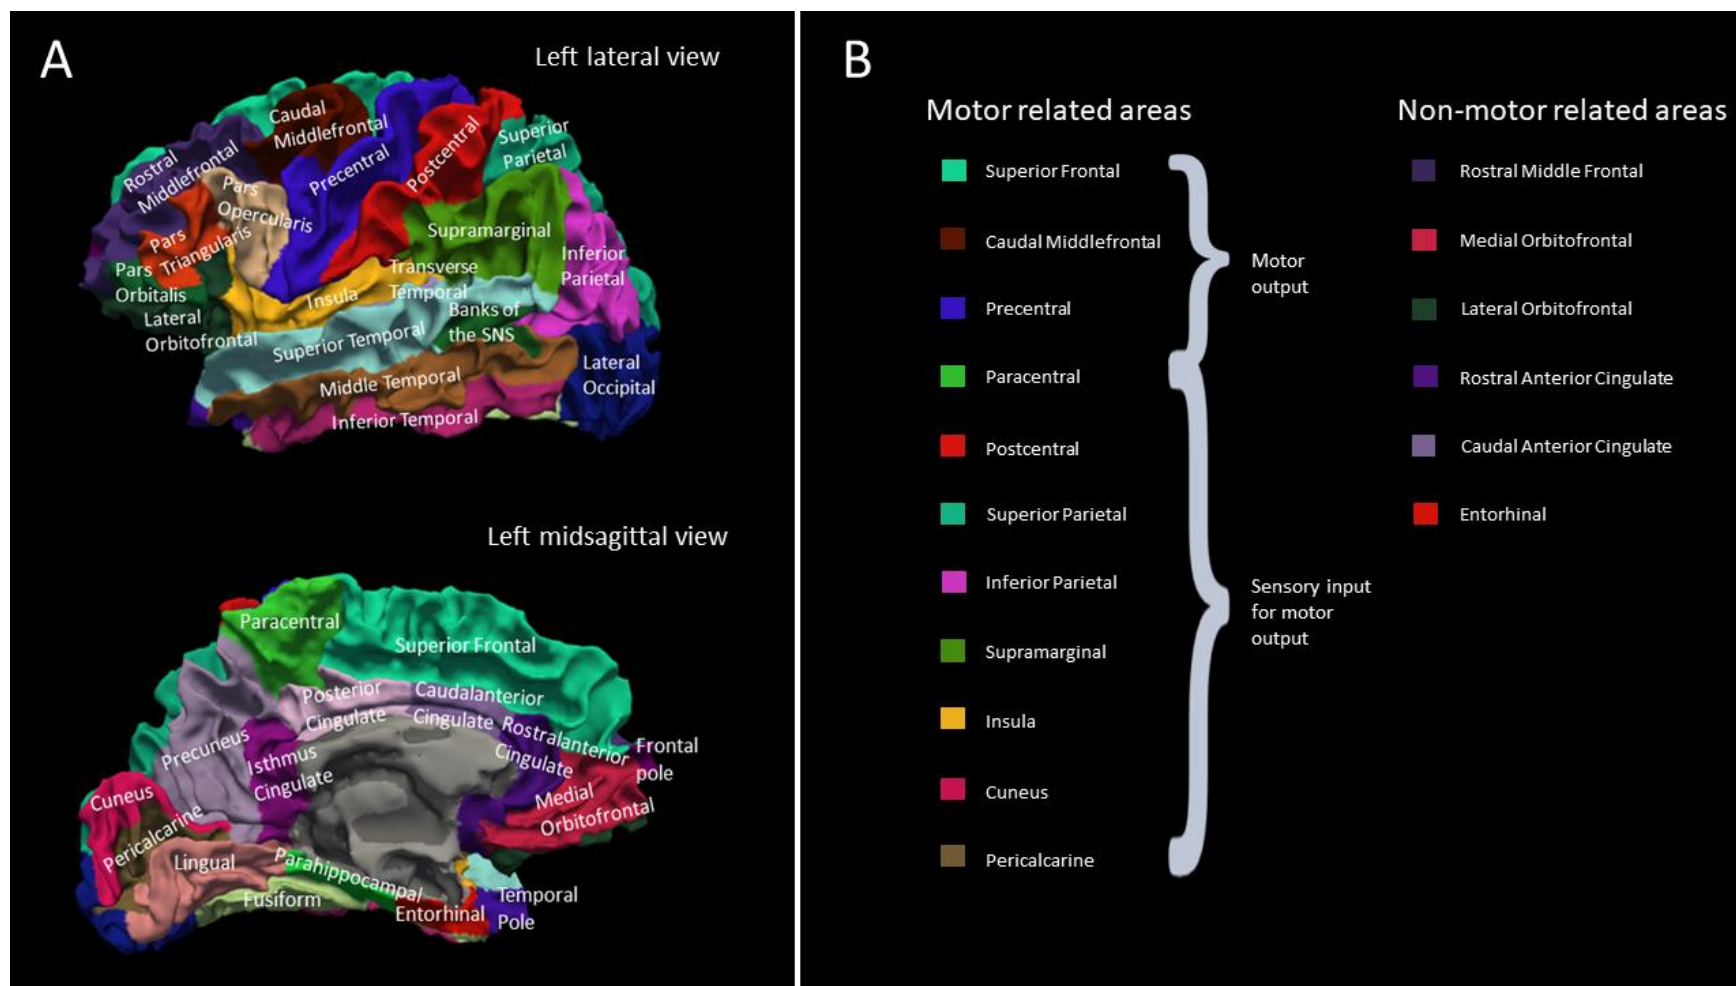 A
Left lateral view
Caudal
Middlefrontal
Rostral
Middlefrontal
Precentral
Postcentral
Superior
Parietal
Pars
Opercularis
Pars
Triangularis
Supramarginal
Inferior
Parietal
Pars
Orbitalis
Transverse
Temporal
Insula
Lateral
Orbitofrontal
Banks of
the SNS
Superior Temporal
Middle Temporal
Lateral
Occipital
Inferior Temporal
Left midsagittal view
Paracentral
Superior Frontal
Posterior
Cingulate
Caudalanterior
Cingulate
Rostralanterior
Cingulate
Frontal
pole
Precuneus
Isthmus
Cingulate
Medial
Orbitofrontal
Cuneus
Pericalcarine
Lingual
Parahippocampal
Fusiform
Entorhinal
Temporal
Pole
B
Motor related areas
Superior Frontal
Caudal Middlefrontal
Precentral
Paracentral
Postcentral
Superior Parietal
Inferior Parietal
Supramarginal
Insula
Cuneus
Pericalcarine
Motor
output
Sensory input
for motor
output
Non-motor related areas
Rostral Middle Frontal
Medial Orbitofrontal
Lateral Orbitofrontal
Rostral Anterior Cingulate
Caudal Anterior Cingulate
Entorhinal